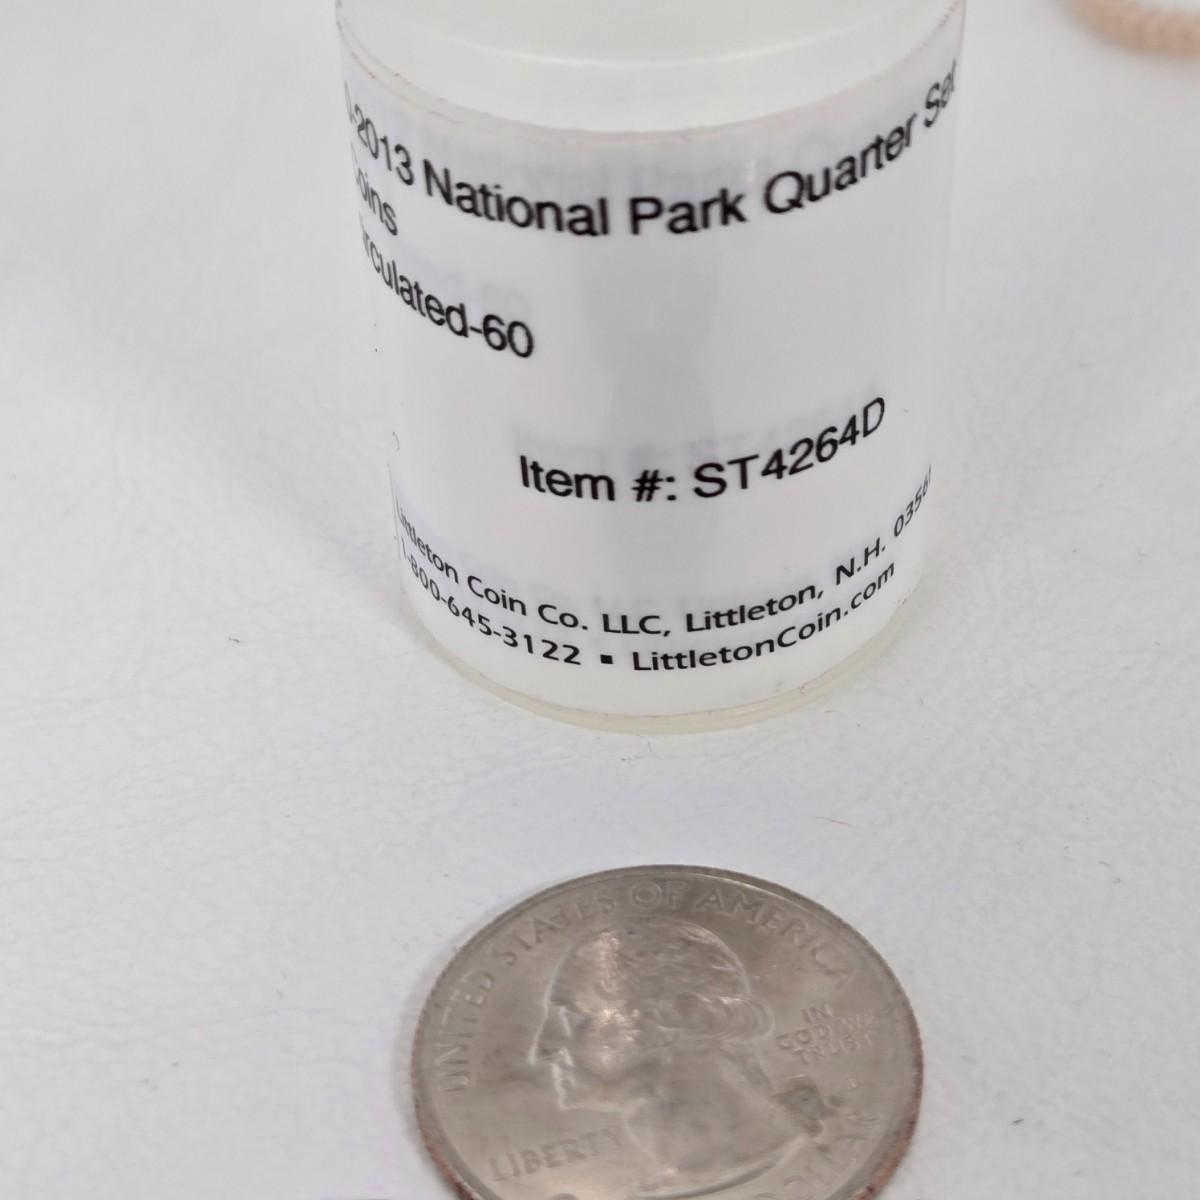 -2013 National Park Quarter Set
Coins
rculated-60
Item #: ST4264D
Littleton Coin Co. LLC, Littleton, N.H. 03561
1-800-645-3122 ▪ LittletonCoin.com
UNITED STATES OF AMERICA
IN
GOD WE
TRUST
D
LIBERTY